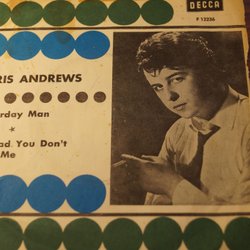 DECCA
F 12236
RIS ANDREWS
rday Man
ad You Don't
Me